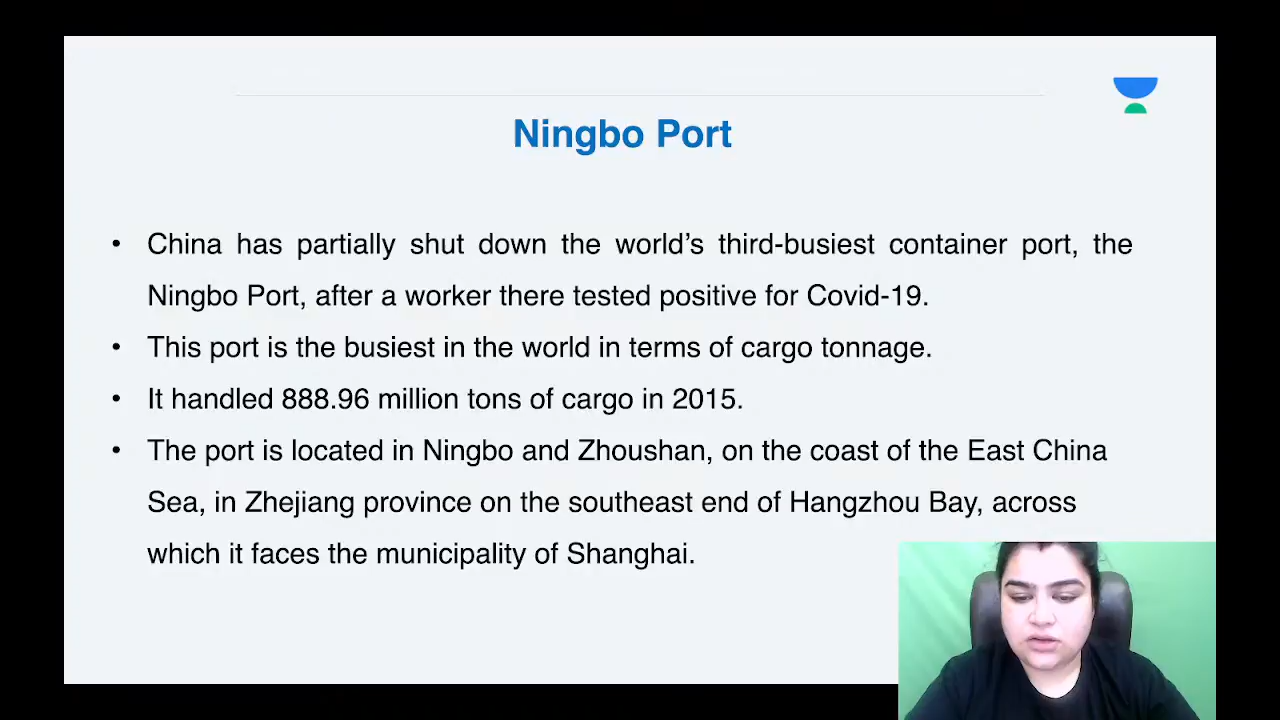 Ningbo Port
• China has partially shut down the world’s third-busiest container port, the
Ningbo Port, after a worker there tested positive for Covid-19.
• This port is the busiest in the world in terms of cargo tonnage.
• It handled 888.96 million tons of cargo in 2015.
• The port is located in Ningbo and Zhoushan, on the coast of the East China
Sea, in Zhejiang province on the southeast end of Hangzhou Bay, across
which it faces the municipality of Shanghai.